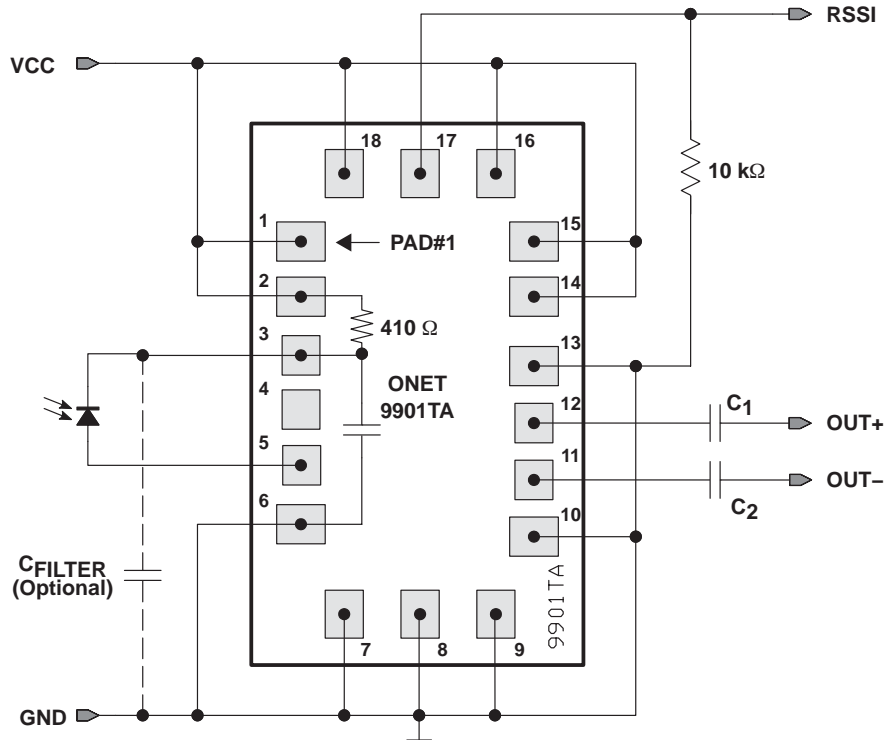 RSSI
VCC
18
17
16
10 kΩ
1
PAD#1
15
2
14
3
410 Ω
13
4
ONET
9901TA
12
C1
OUT+
5
11
OUT–
6
C2
10
CFILTER
(Optional)
9901TA
7
8
9
GND